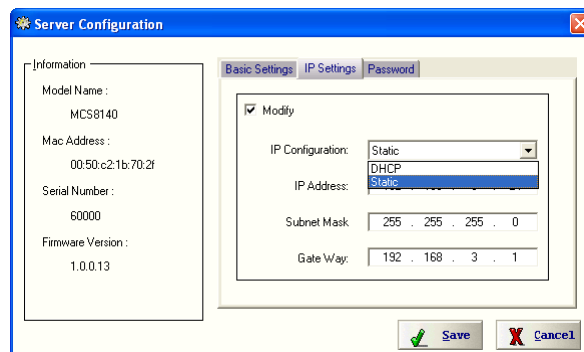 Server Configuration
Information
Model Name :
MCS8140
Mac Address :
00:50:c2:1b:70:2f
Serial Number :
60000
Firmware Version :
1.0.0.13
Basic Settings IP Settings Password
Modify
IP Configuration: Static
DHCP
Static
IP Address:
Subnet Mask 255 . 255 . 255 . 0
Gate Way: 192 . 168 . 3 . 1
Save Cancel